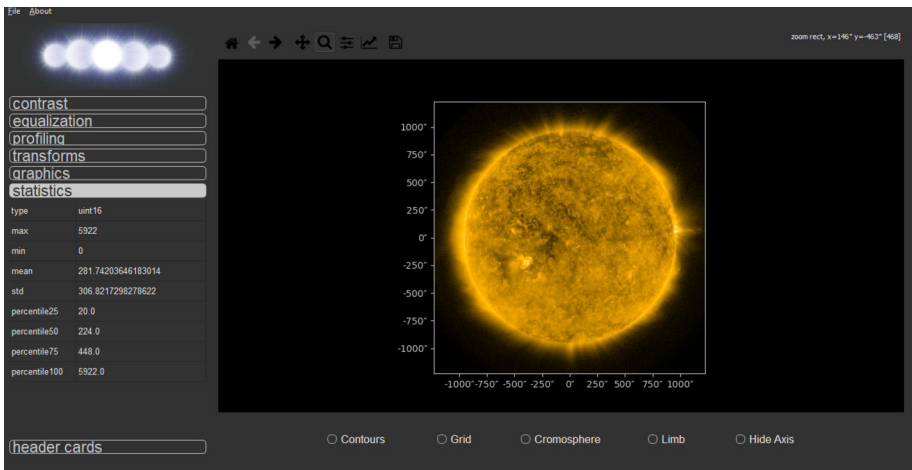 File About
zoom rect, x=146" y=-463" [468]
contrast
equalization
profiling
transforms
graphics
statistics
type uint16
max 5922
min 0
mean 281.74203646183014
std 306.8217298278622
percentile25 20.0
percentile50 224.0
percentile75 448.0
percentile100 5922.0
header cards
1000"
750"
500"
250"
0"
-250"
-500"
-750"
-1000"
-1000" -750" -500" -250" 0" 250" 500" 750" 1000"
Contours Grid Cromosphere Limb Hide Axis